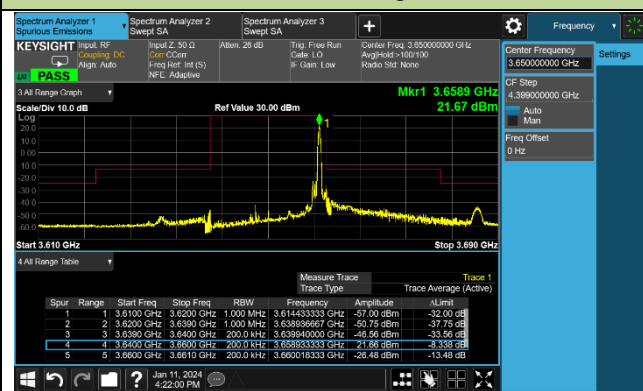 Spectrum Analyzer 1
Spurious Emissions
Spectrum Analyzer 2
Swept SA
Spectrum Analyzer 3
Swept SA
+
Frequency
KEYSIGHT
Input: RF
Coupling: DC
Align: Auto
Input Z: 50 Ω
Corr CCorr
Freq Ref: Int (S)
NFE: Adaptive
Atten: 26 dB
Trig: Free Run
Gate: LO
IF Gain: Low
Center Freq: 3.650000000 GHz
Avg|Hold:>100/100
Radio Std: None
PASS
Center Frequency
3.650000000 GHz
Settings
CF Step
4.399000000 GHz
Auto
Man
Freq Offset
0 Hz
3 All Range Graph
Mkr1 3.6589 GHz
Scale/Div 10.0 dB
Ref Value 30.00 dBm
21.67 dBm
Log
20.0
10.0
0.00
-10.0
-20.0
-30.0
-40.0
-50.0
-60.0
1
Start 3.610 GHz
Stop 3.690 GHz
4 All Range Table
Measure Trace Trace 1
Trace Type Trace Average (Active)
Spur Range Start Freq Stop Freq RBW Frequency Amplitude ΔLimit
1 1 3.6100 GHz 3.6200 GHz 1.000 MHz 3.614433333 GHz -57.00 dBm -32.00 dB
2 2 3.6200 GHz 3.6390 GHz 1.000 MHz 3.638936667 GHz -50.75 dBm -37.75 dB
3 3 3.6390 GHz 3.6400 GHz 200.0 kHz 3.639940000 GHz -46.56 dBm -33.56 dB
4 4 3.6400 GHz 3.6600 GHz 200.0 kHz 3.658933333 GHz 21.66 dBm -8.338 dB
5 5 3.6600 GHz 3.6610 GHz 200.0 kHz 3.660018333 GHz -26.48 dBm -13.48 dB
?
Jan 11, 2024
4:22:00 PM